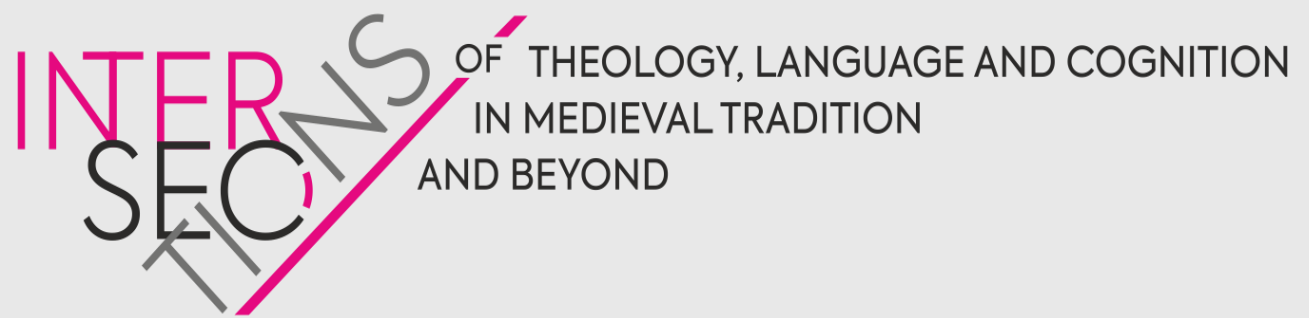 INTER
SEC
TIONS
OF THEOLOGY, LANGUAGE AND COGNITION
IN MEDIEVAL TRADITION
AND BEYOND